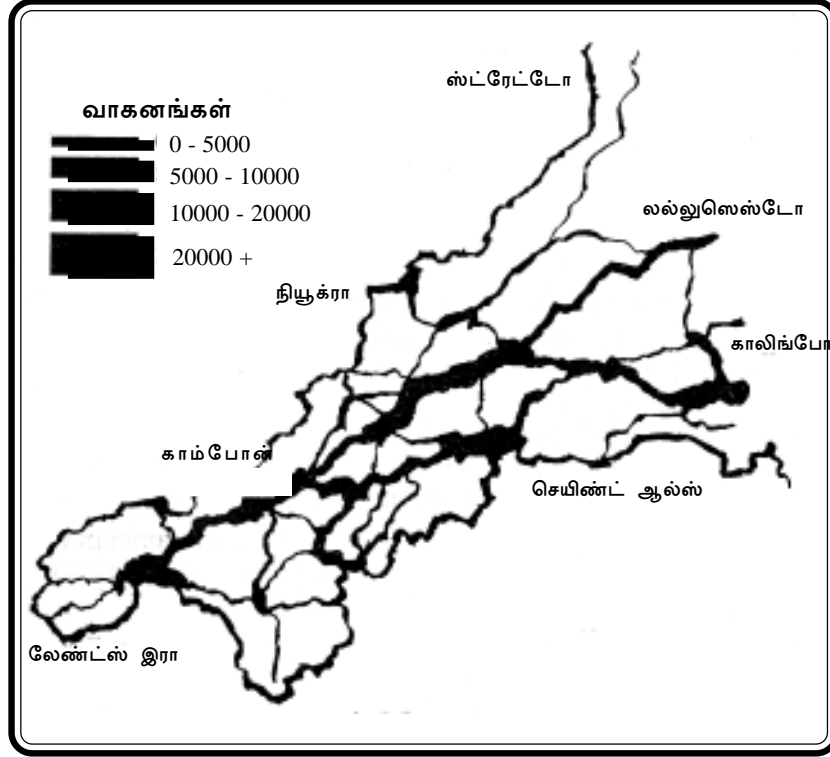 ஸ்ட்ரேட்டோ
வாகனங்கள்
0 - 5000
5000 - 10000
10000 - 20000
20000 +
லல்லுஸெஸ்டோ
நியூக்ரா
காலிங்போ
காம்போன்
செயிண்ட் ஆல்ஸ்
லேண்ட்ஸ் இரா